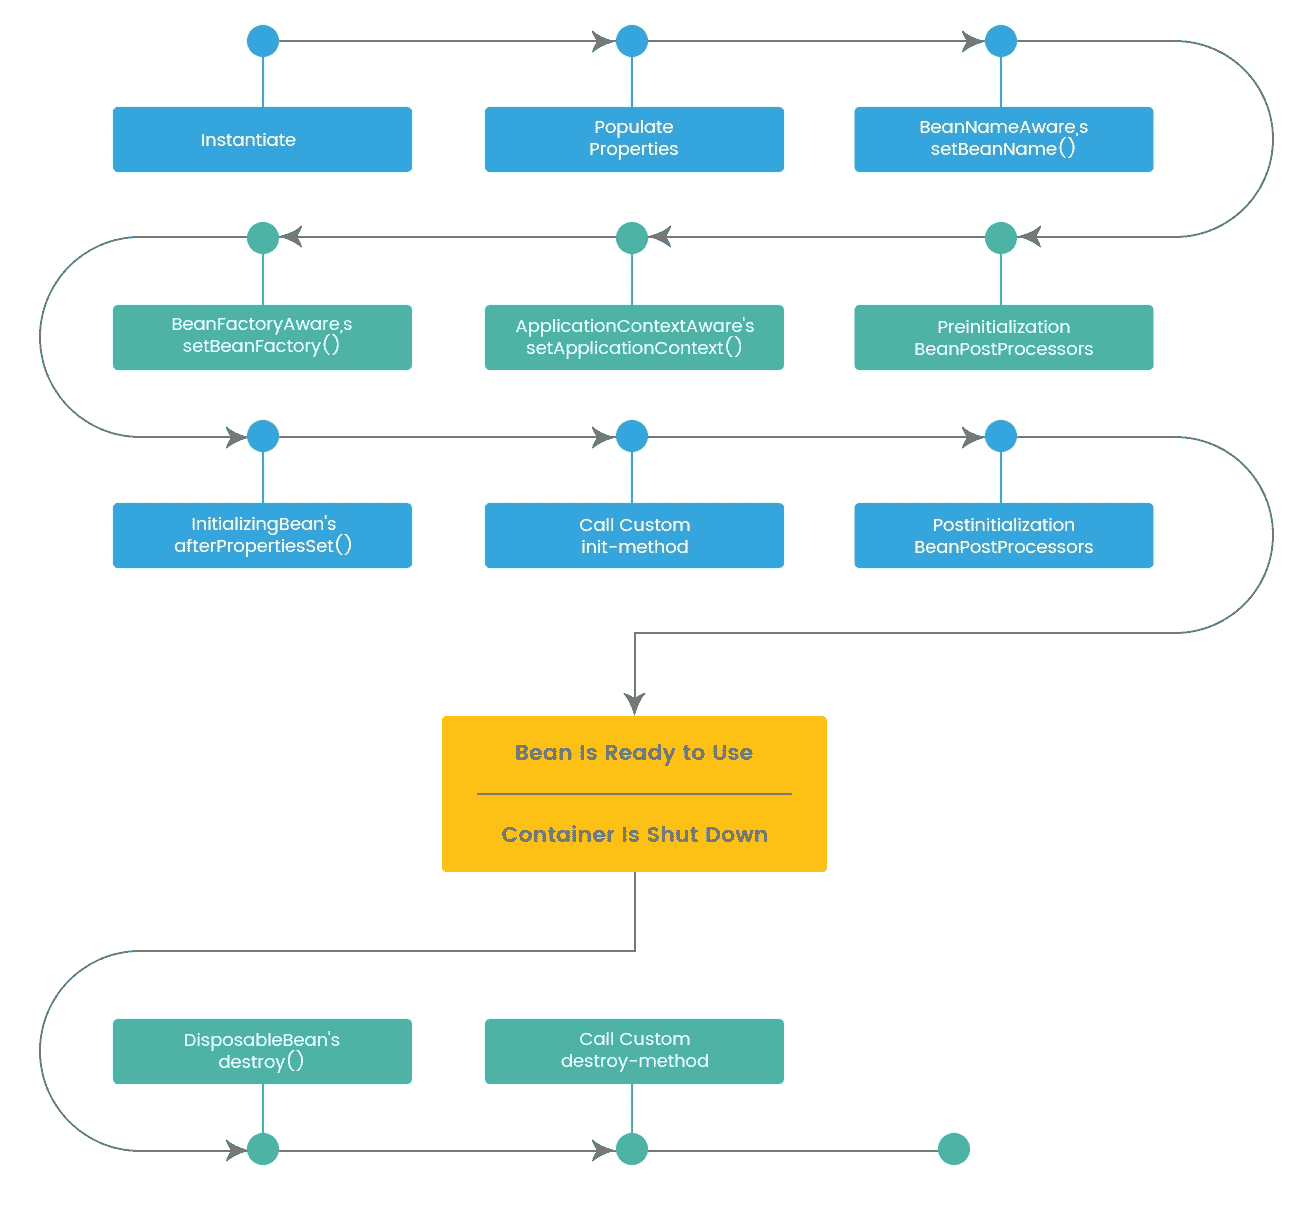 Instantiate
Populate
Properties
BeanNameAware,s
setBeanName()
BeanFactoryAware,s
setBeanFactory()
ApplicationContextAware's
setApplicationContext()
Preinitialization
BeanPostProcessors
InitializingBean's
afterPropertiesSet()
Call Custom
init-method
Postinitialization
BeanPostProcessors
Bean Is Ready to Use
Container Is Shut Down
DisposableBean's
destroy()
Call Custom
destroy-method